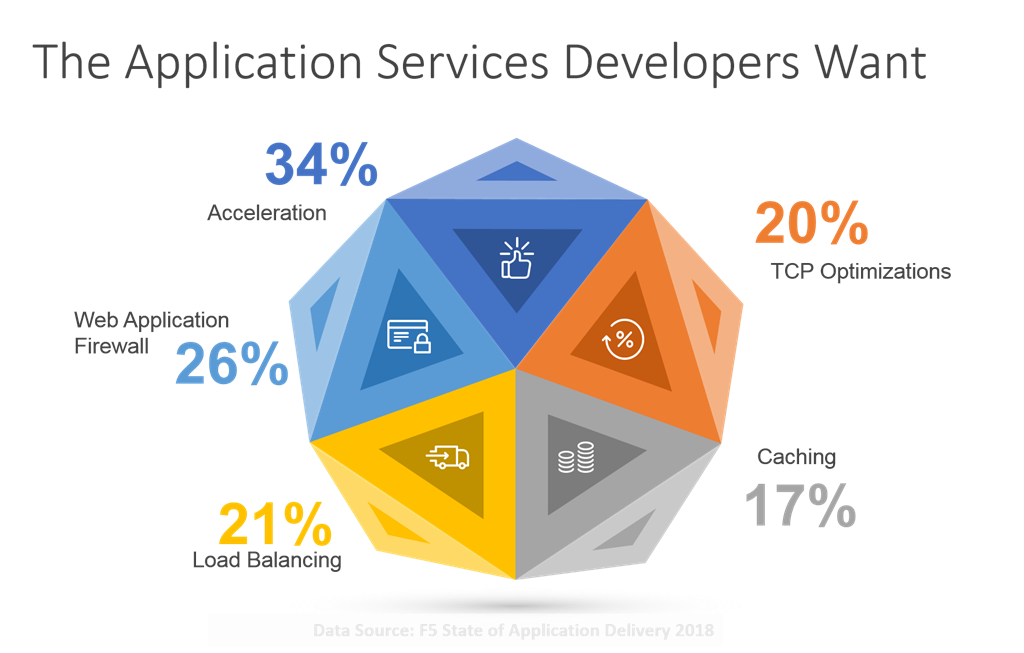 The Application Services Developers Want
34%
Acceleration
20%
TCP Optimizations
Web Application
Firewall
26%
%
Caching
17%
21%
Load Balancing
Data Source: F5 State of Application Delivery 2018